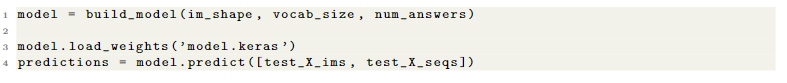 1 model = build_model(im_shape, vocab_size, num_answers)
2
3 model.load_weights(’model.keras’)
4 predictions = model.predict([test_X_ims, test_X_seqs])